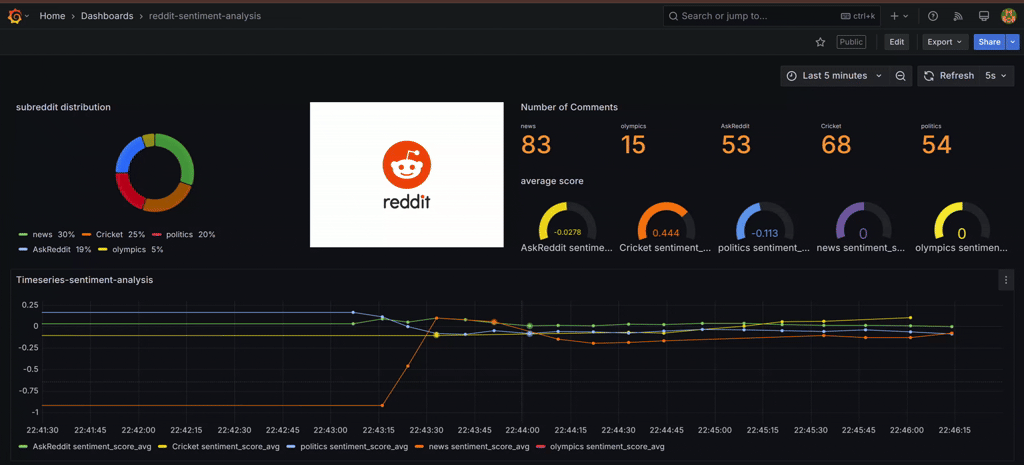 Home > Dashboards > reddit-sentiment-analysis
Search or jump to...
ctrl+k
Public
Edit
Export
Share
Last 5 minutes
Refresh
5s
subreddit distribution
news 30%
Cricket 25%
politics 20%
AskReddit 19%
olympics 5%
reddit
Number of Comments
news
olympics
AskReddit
Cricket
politics
83
15
53
68
54
average score
-0.0278
0.444
-0.113
0
0
AskReddit sentime...
Cricket sentiment_...
politics sentiment_...
news sentiment_s...
olympics sentimen...
Timeseries-sentiment-analysis
0.25
0
-0.25
-0.5
-0.75
-1
22:41:30 22:41:45 22:42:00 22:42:15 22:42:30 22:42:45 22:43:00 22:43:15 22:43:30 22:43:45 22:44:00 22:44:15 22:44:30 22:44:45 22:45:00 22:45:15 22:45:30 22:45:45 22:46:00 22:46:15
AskReddit sentiment_score_avg
Cricket sentiment_score_avg
politics sentiment_score_avg
news sentiment_score_avg
olympics sentiment_score_avg